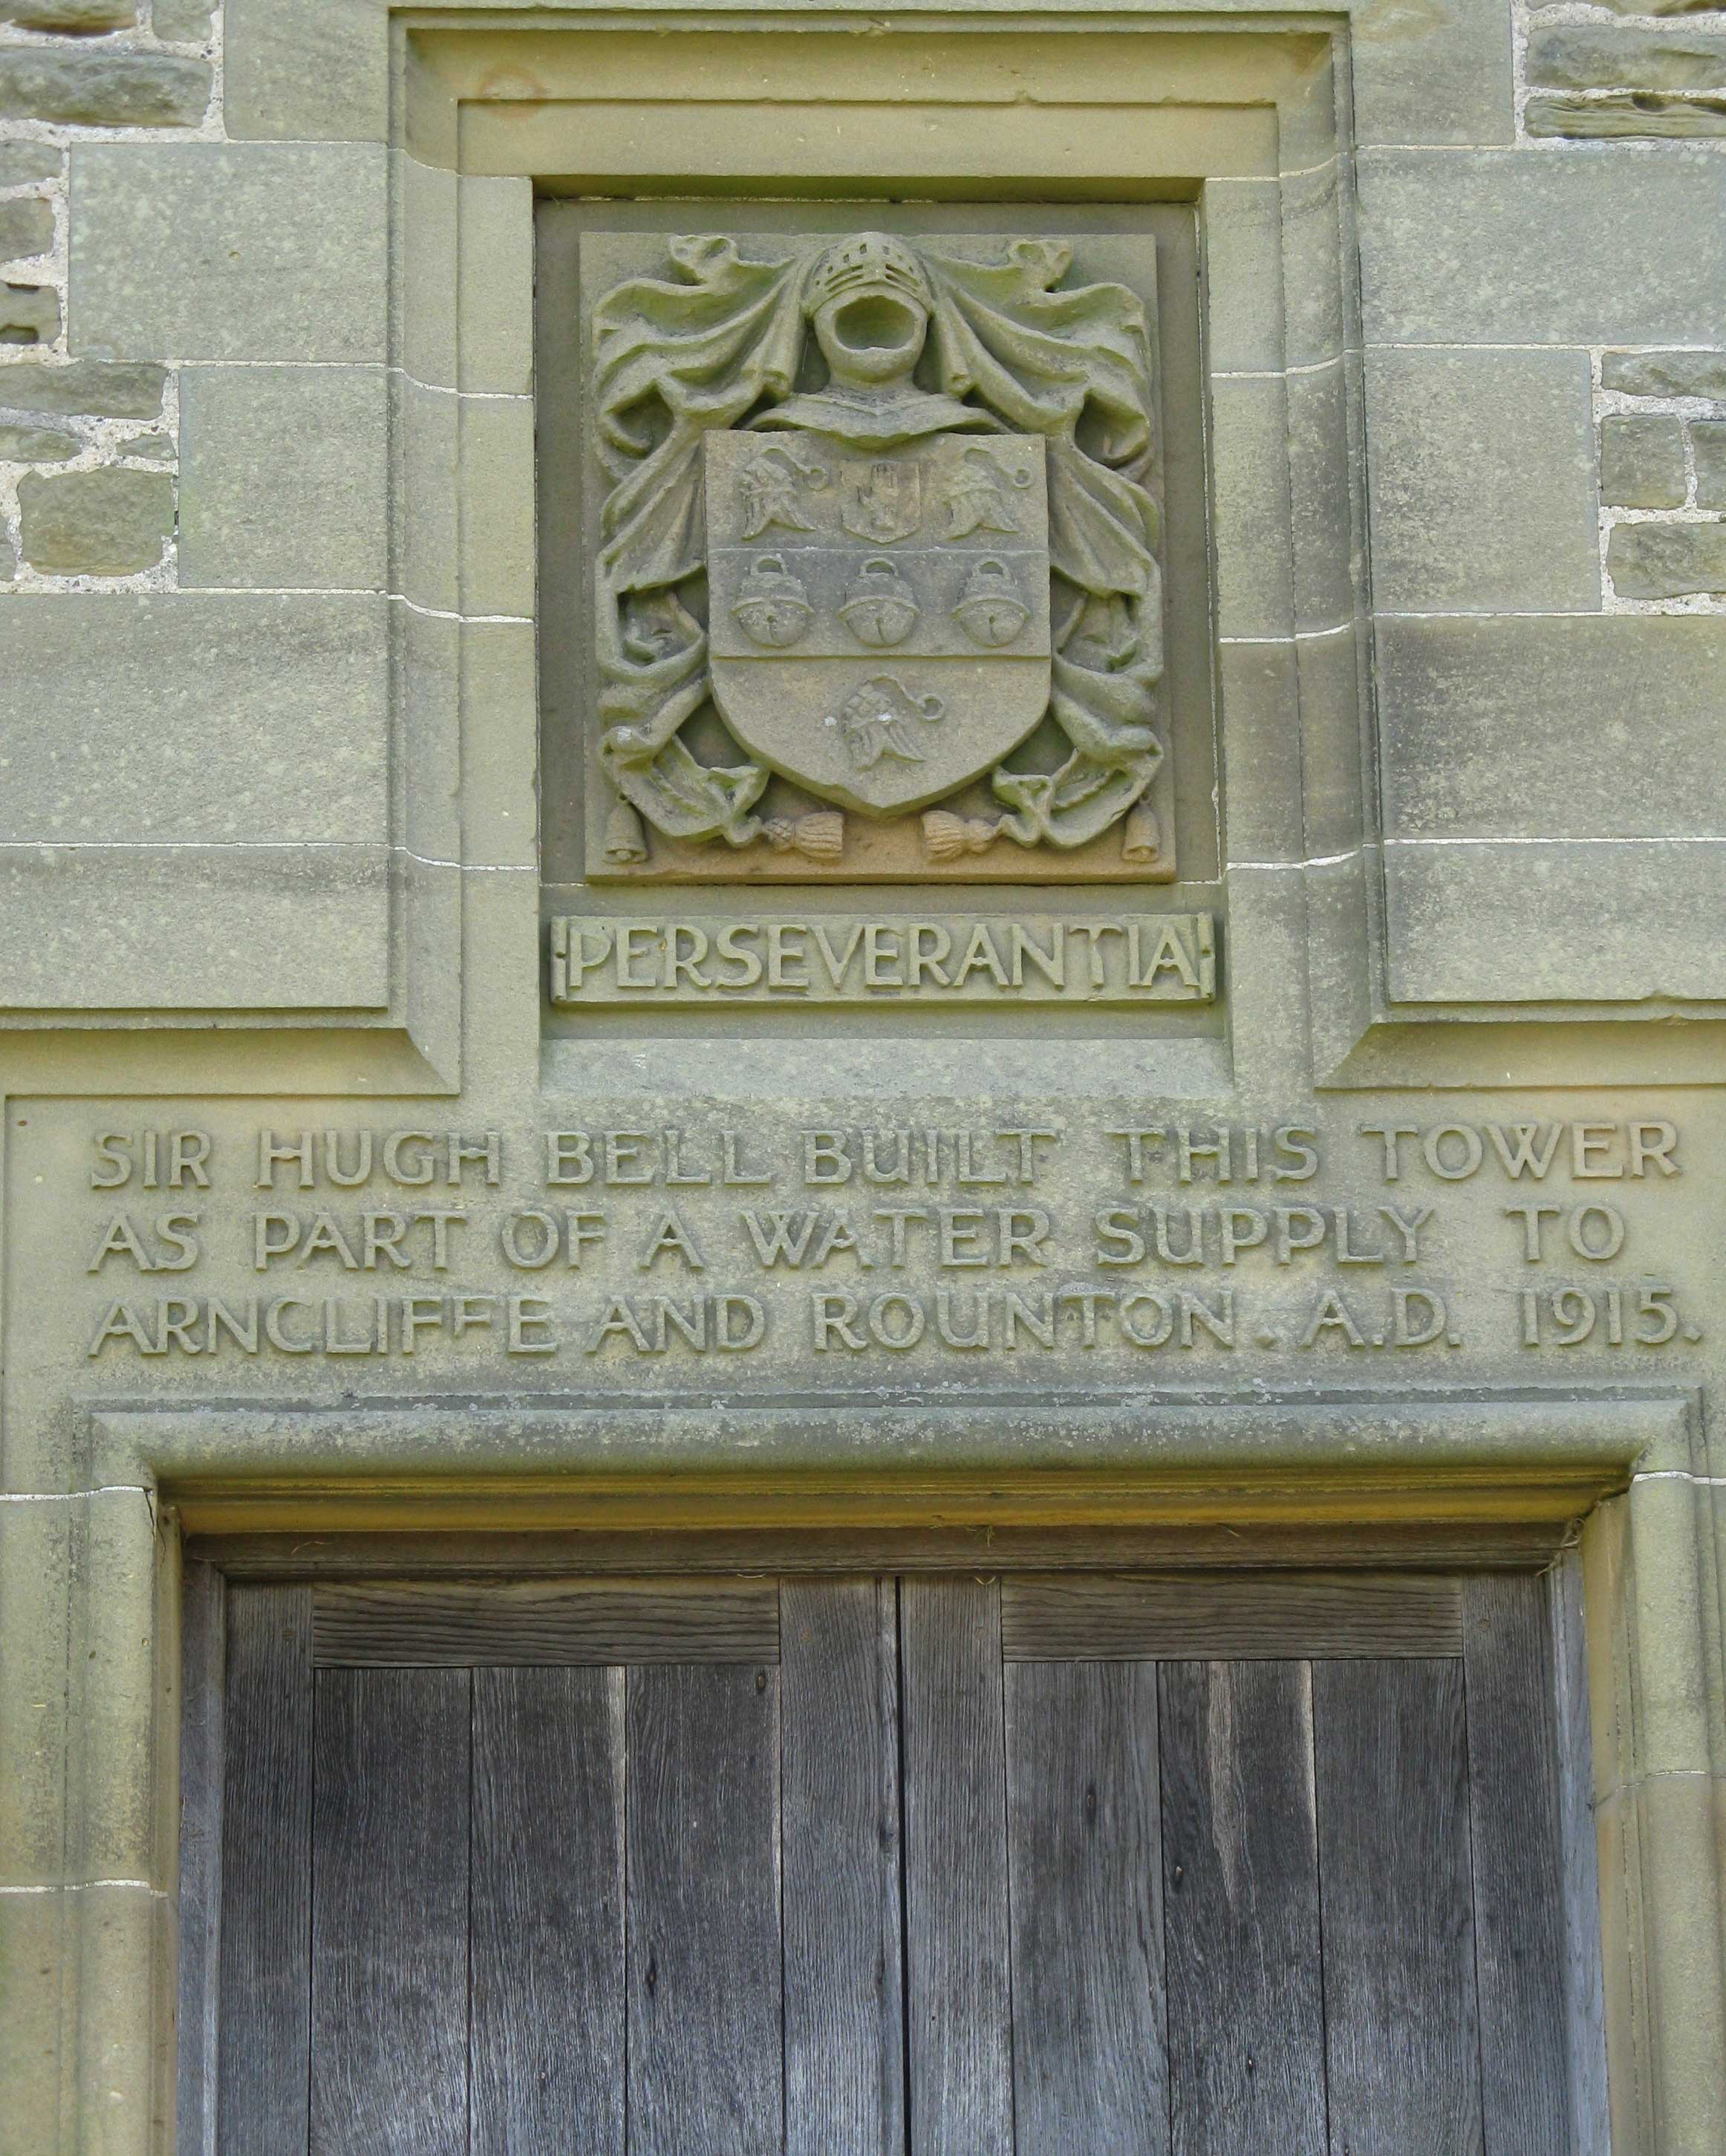 PERSEVERANTIA
SIR HUGH BELL BUILT THIS TOWER
AS PART OF A WATER SUPPLY TO
ARNCLIFFE AND ROUNTON. A.D. 1915.